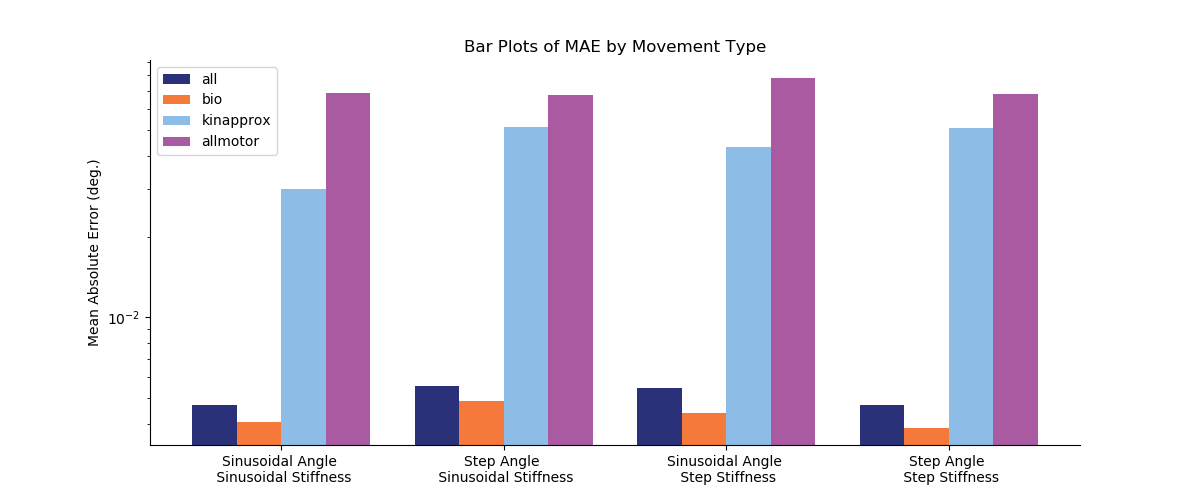 Bar Plots of MAE by Movement Type
all
bio
kinapprox
allmotor
Mean Absolute Error (deg.)
10⁻²
Sinusoidal Angle
Sinusoidal Stiffness
Step Angle
Sinusoidal Stiffness
Sinusoidal Angle
Step Stiffness
Step Angle
Step Stiffness